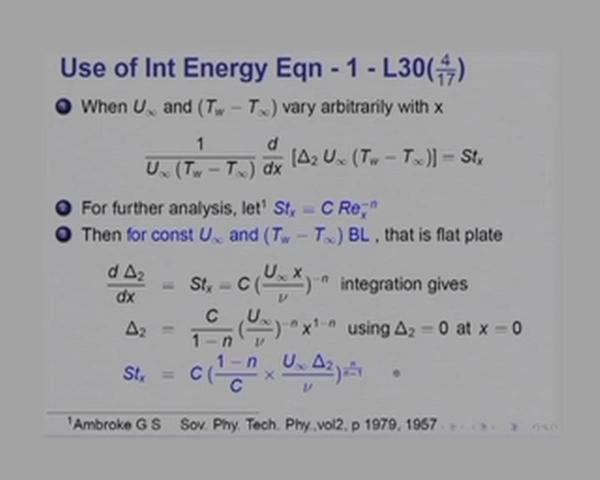 Use of Int Energy Eqn - 1 - L30(4/17)
When U∞ and (Tw − T∞) vary arbitrarily with x
1/(U∞ (Tw − T∞)) d/dx [Δ2 U∞ (Tw − T∞)] = Stx
For further analysis, let¹ Stx = C Rex^−n
Then for const U∞ and (Tw − T∞) BL , that is flat plate
d Δ2/dx = Stx = C (U∞ x/ν)^−n integration gives
Δ2 = C/(1−n) (U∞/ν)^−n x^1−n using Δ2 = 0 at x = 0
Stx = C (1−n/C × U∞ Δ2/ν)^n/(n−1)
¹Ambroke G S Sov. Phy. Tech. Phy.,vol2, p 1979, 1957